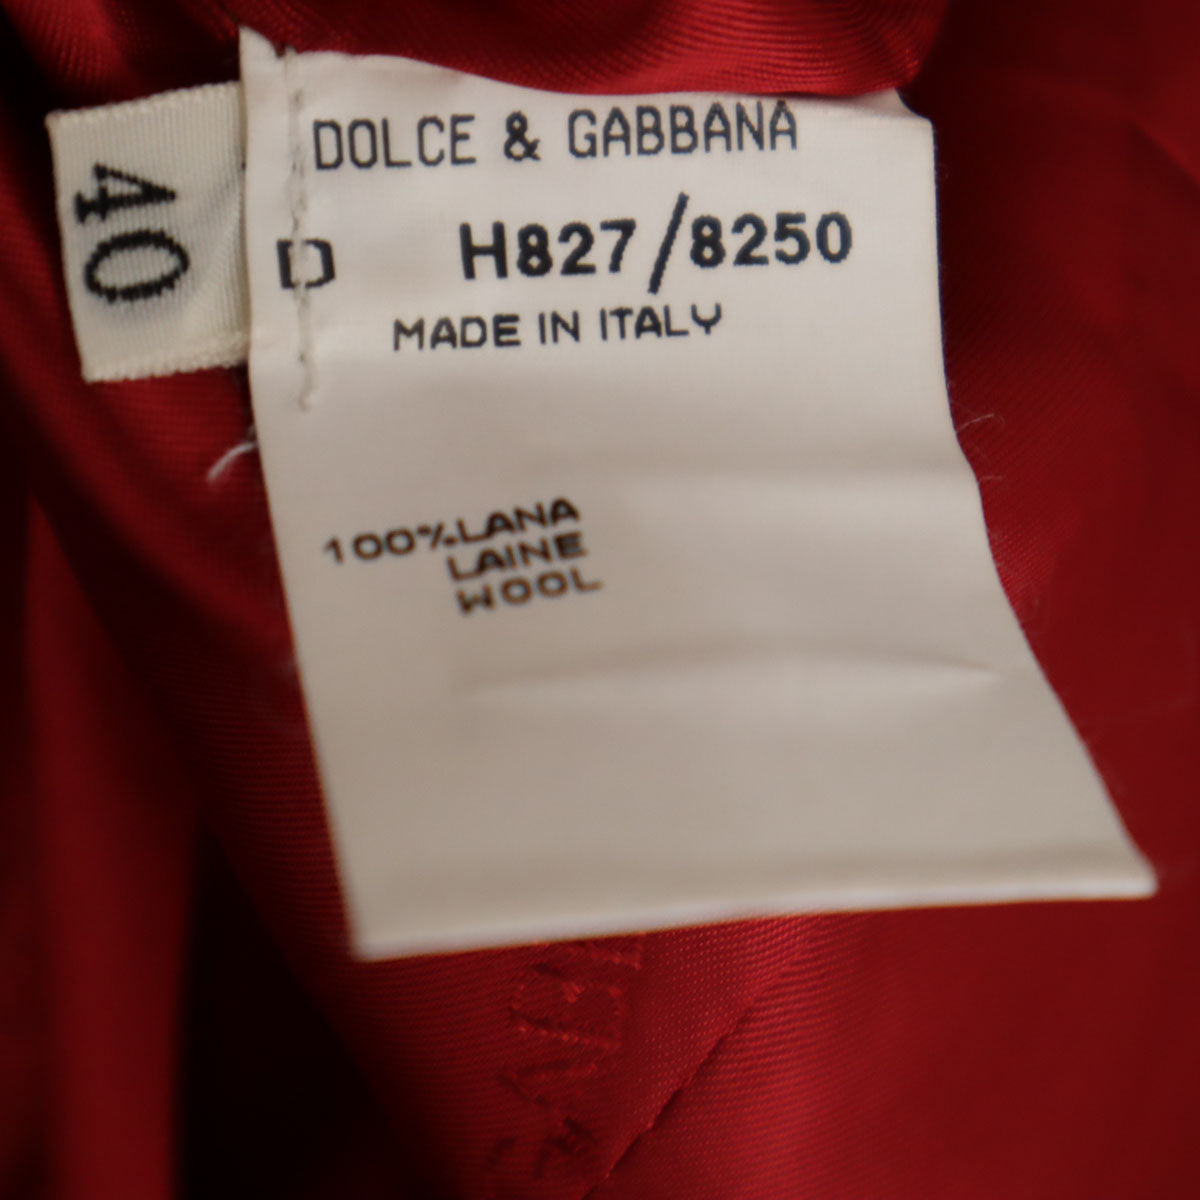 40
DOLCE & GABBANA
D H827/8250
MADE IN ITALY
100%LANA
LAINE
WOOL